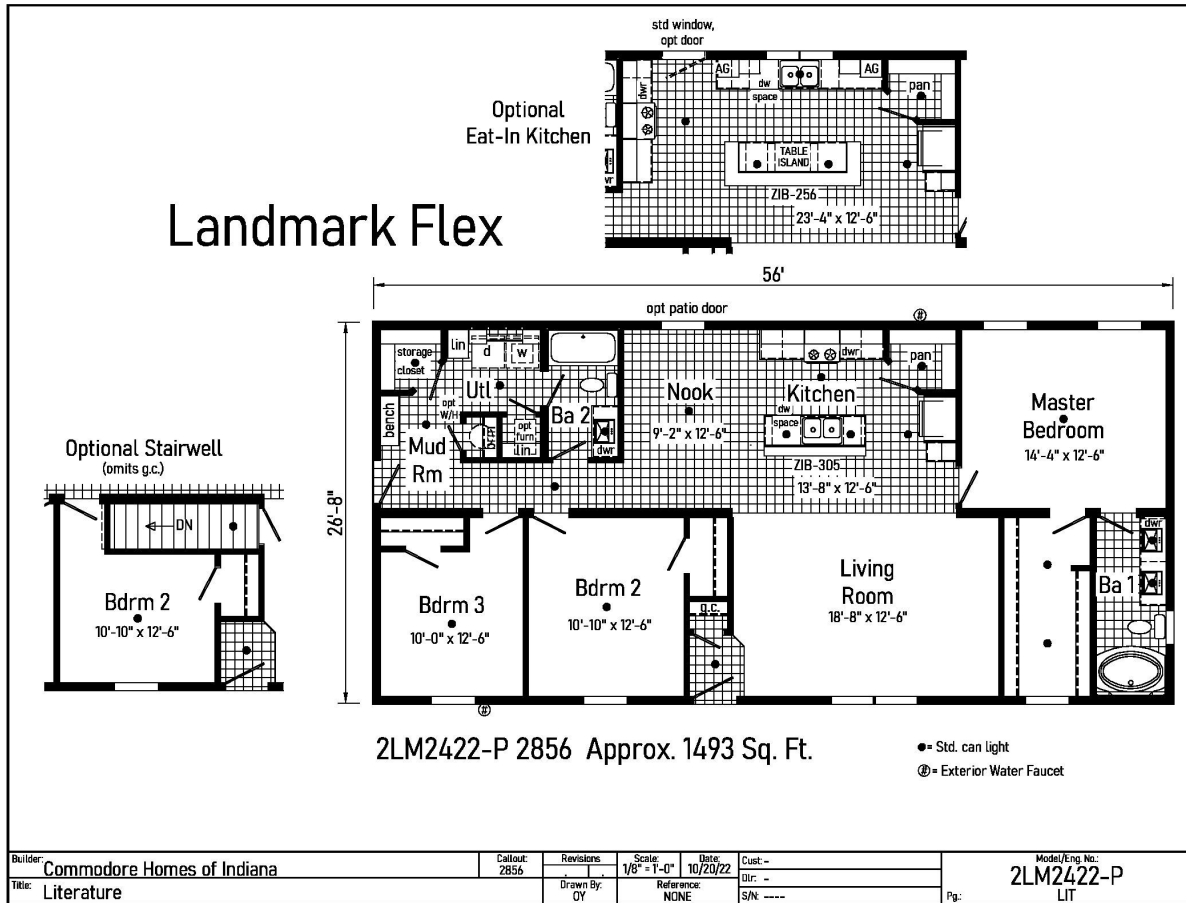 std window,
opt door
AG
AG
dw
space
dwr
pan
Optional
Eat-In Kitchen
TABLE
ISLAND
ZIB-256
23'-4" x 12'-6"
Landmark Flex
56'
opt patio door
#
26'-8"
storage
closet
lin
d
w
Utl
opt
W/H
bench
Mud
Rm
opt
furn
lin
Ba 2
dwr
Nook
9'-2" x 12'-6"
dwr
Kitchen
dw
space
ZIB-305
13'-8" x 12'-6"
pan
Master
Bedroom
14'-4" x 12'-6"
Optional Stairwell
(omits g.c.)
DN
Bdrm 2
10'-10" x 12'-6"
Bdrm 3
10'-0" x 12'-6"
Bdrm 2
10'-10" x 12'-6"
g.c.
Living
Room
18'-8" x 12'-6"
dwr
Ba 1
#
2LM2422-P 2856 Approx. 1493 Sq. Ft.
●= Std. can light
#= Exterior Water Faucet
Builder: Commodore Homes of Indiana
Title: Literature
Callout:
2856
Revisions
Scale:
1/8" = 1'-0"
Date:
10/20/22
Drawn By:
OY
Reference:
NONE
Cust: -
Dlr: -
S/N: ----
Model/Eng. No.:
2LM2422-P
Pg.: LIT